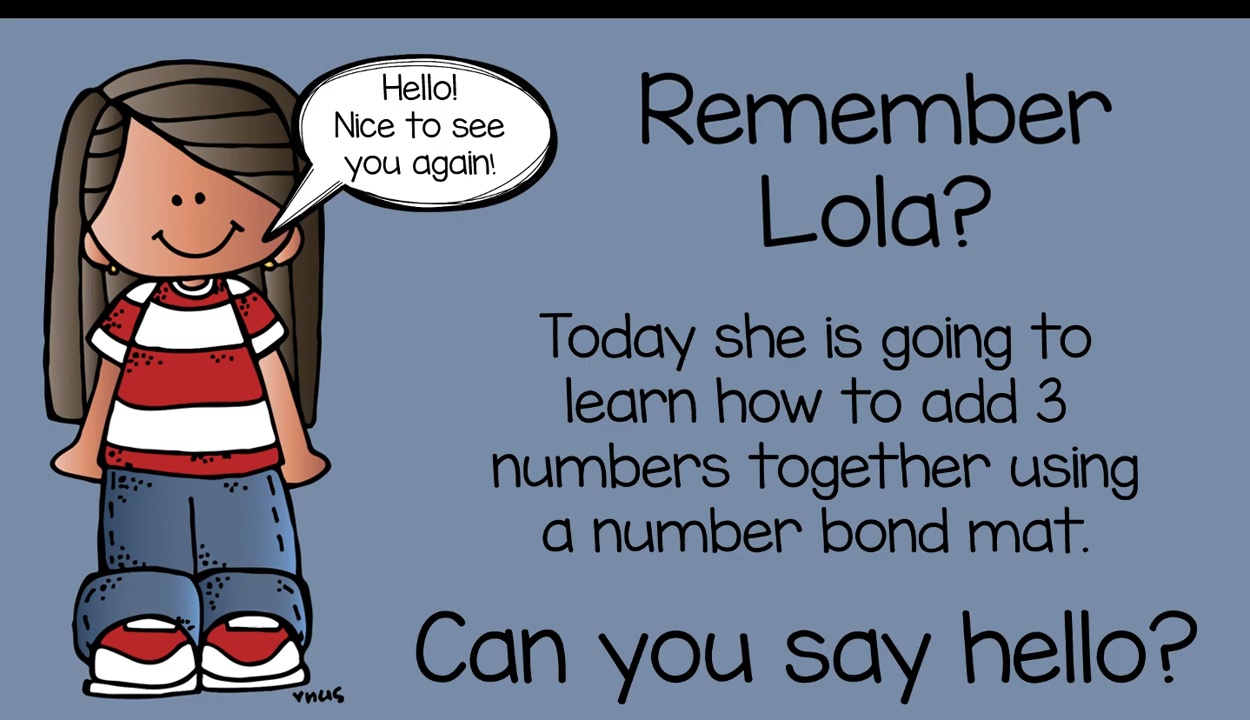 Hello!
Nice to see
you again!
Remember
Lola?
Today she is going to
learn how to add 3
numbers together using
a number bond mat.
Can you say hello?